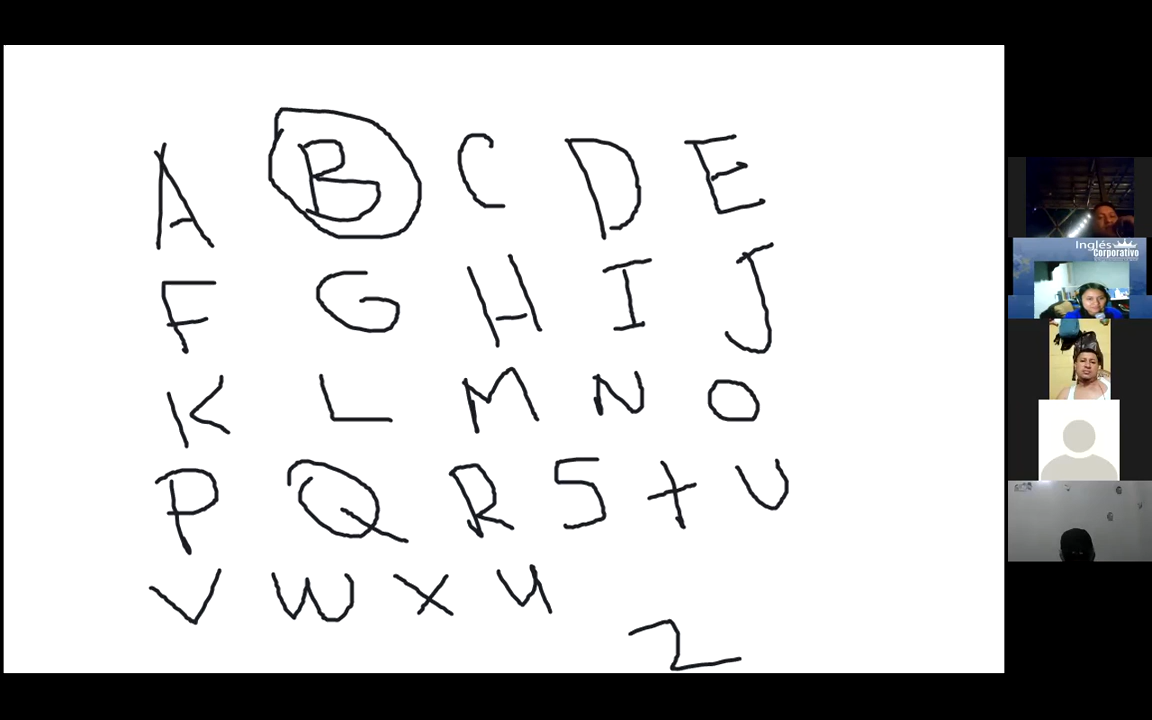 A B C D E
F G H I J
K L M N O
P Q R S t U
V W X y
Z
Inglés
Corporativo